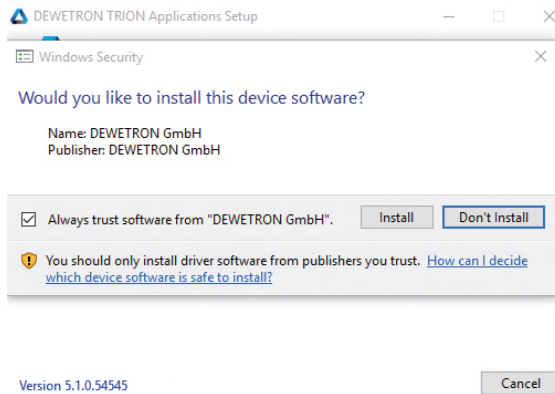 DEWETRON TRION Applications Setup
Windows Security
Would you like to install this device software?
Name: DEWETRON GmbH
Publisher: DEWETRON GmbH
Always trust software from "DEWETRON GmbH".
Install
Don't Install
You should only install driver software from publishers you trust. How can I decide
which device software is safe to install?
Version 5.1.0.54545
Cancel